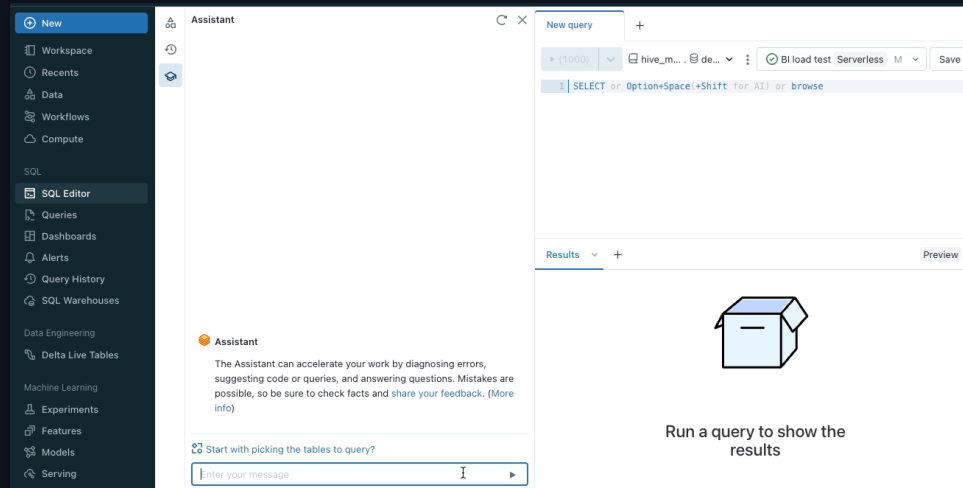 New
Workspace
Recents
Data
Workflows
Compute
SQL
SQL Editor
Queries
Dashboards
Alerts
Query History
SQL Warehouses
Data Engineering
Delta Live Tables
Machine Learning
Experiments
Features
Models
Serving
Assistant
Assistant
The Assistant can accelerate your work by diagnosing errors,
suggesting code or queries, and answering questions. Mistakes are
possible, so be sure to check facts and share your feedback. (More
info)
Start with picking the tables to query?
Enter your message
New query
(1000) hive_m... . de... BI load test Serverless M Save
1 SELECT or Option+Space(+Shift for AI) or browse
Results Preview
Run a query to show the
results